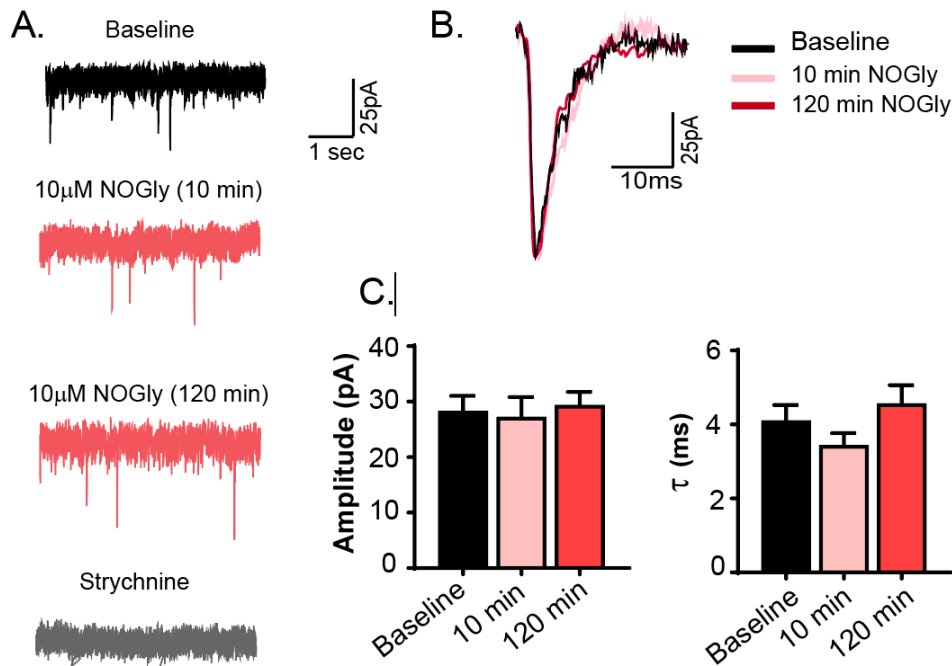 A.
Baseline
25pA
1 sec
10µM NOGly (10 min)
10µM NOGly (120 min)
Strychnine
B.
25pA
10ms
Baseline
10 min NOGly
120 min NOGly
C.
Amplitude (pA)
40
30
20
10
0
Baseline
10 min
120 min
τ (ms)
6
4
2
0
Baseline
10 min
120 min